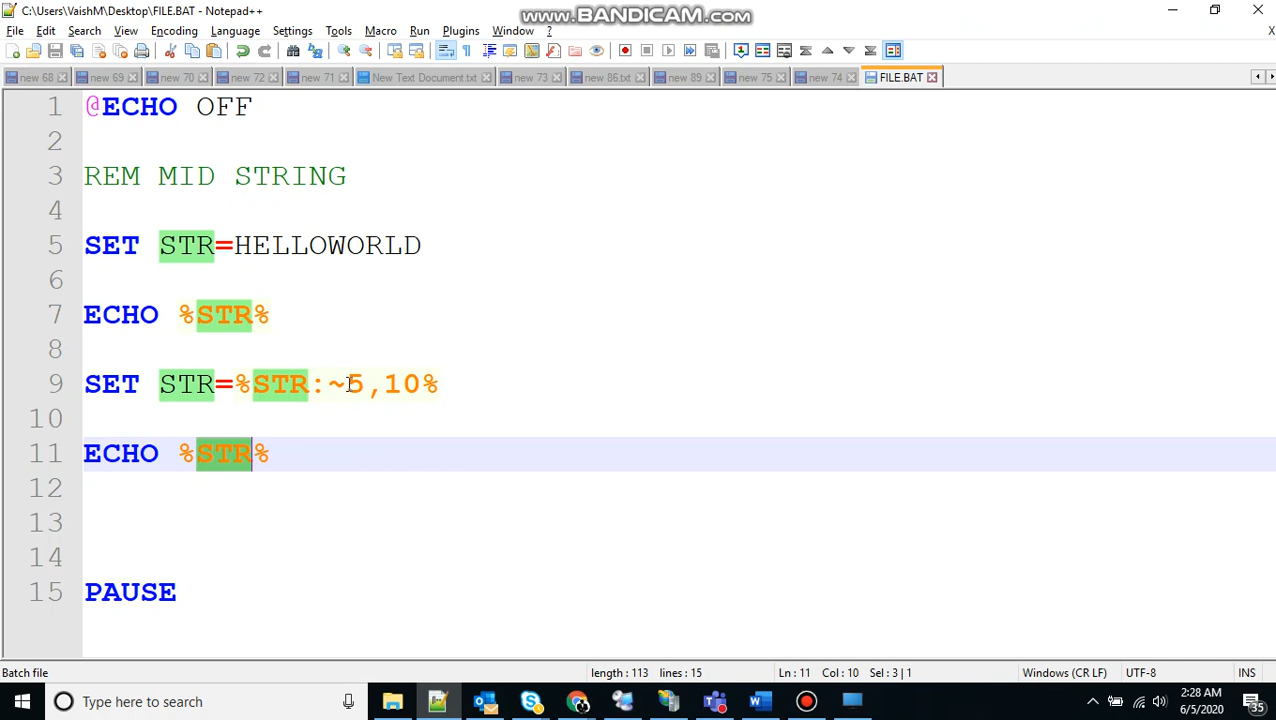 C:\Users\VaishM\Desktop\FILE.BAT - Notepad++
www.BANDICAM.com
File Edit Search View Encoding Language Settings Tools Macro Run Plugins Window ? X
new 68 new 69 new 70 new 72 new 71 New Text Document.txt new 73 new 86.txt new 89 new 75 new 74 FILE.BAT
1 @ECHO OFF
2
3 REM MID STRING
4
5 SET STR=HELLOWORLD
6
7 ECHO %STR%
8
9 SET STR=%STR:~5,10%
10
11 ECHO %STR%
12
13
14
15 PAUSE
Batch file length : 113 lines : 15 Ln : 11 Col : 10 Sel : 3 | 1 Windows (CR LF) UTF-8 INS
Type here to search
2:28 AM
6/5/2020
35